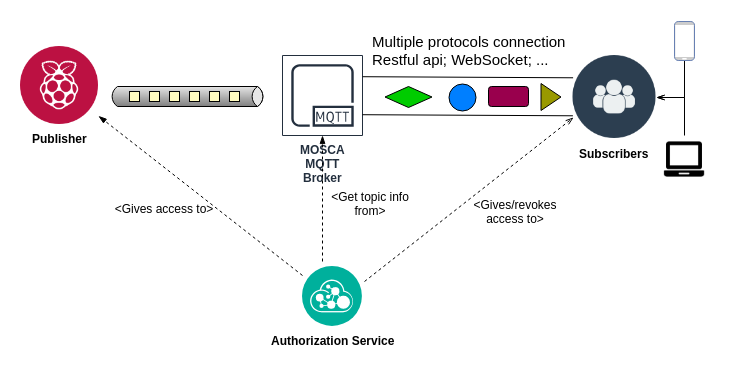 Multiple protocols connection
Restful api; WebSocket; ...
MQTT
Publisher
MOSCA
MQTT
Broker
Subscribers
<Gives access to>
<Get topic info
from>
<Gives/revokes
access to>
Authorization Service